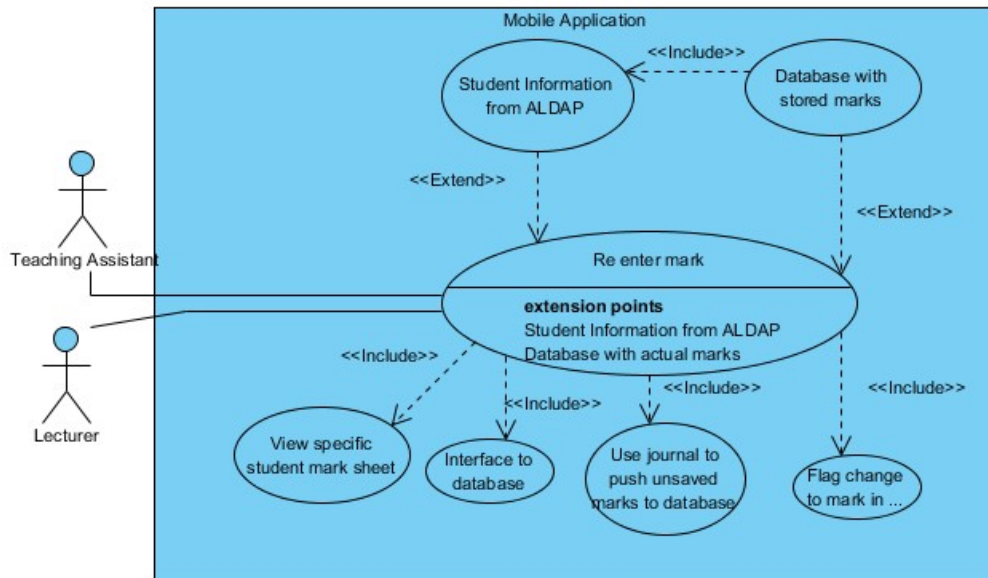 Mobile Application
<<Include>>
Student Information
from ALDAP
Database with
stored marks
<<Extend>>
<<Extend>>
Teaching Assistant
Re enter mark
extension points
Student Information from ALDAP
Database with actual marks
Lecturer
<<Include>>
<<Include>>
<<Include>>
<<Include>>
View specific
student mark sheet
Interface to
database
Use journal to
push unsaved
marks to database
Flag change
to mark in ...